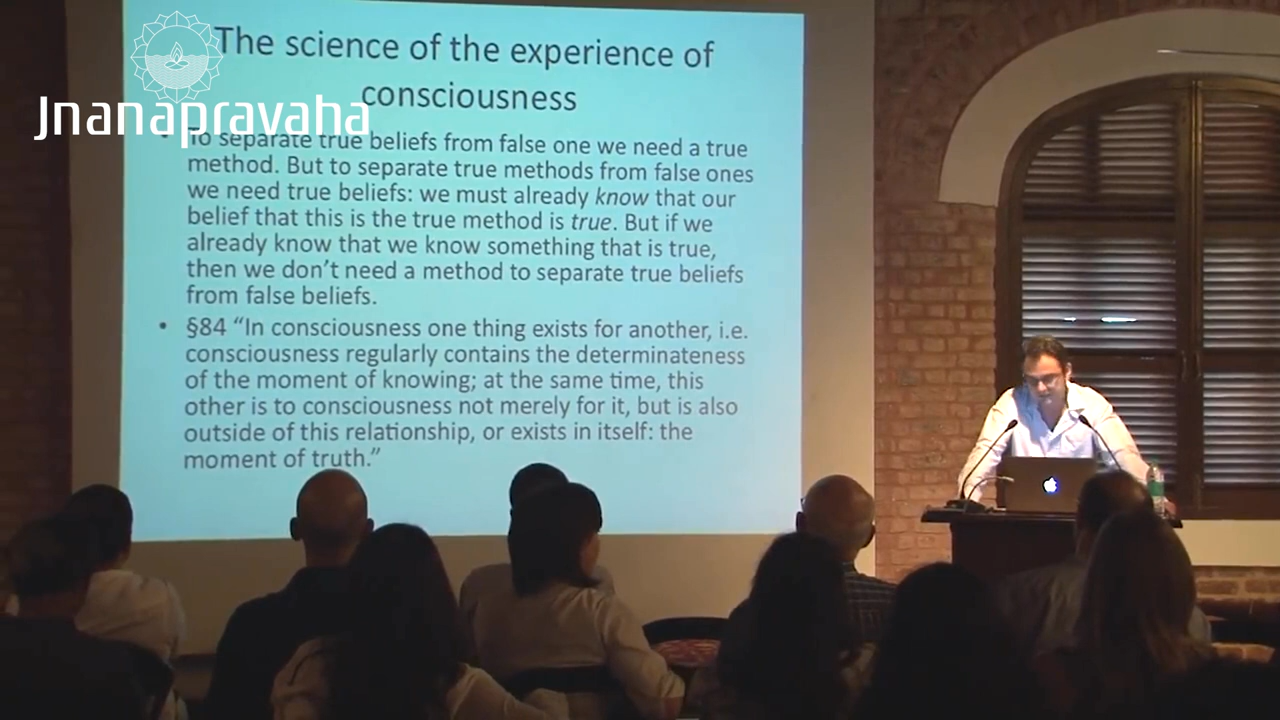 Jnanapravaha
The science of the experience of
consciousness
• To separate true beliefs from false one we need a true
method. But to separate true methods from false ones
we need true beliefs: we must already know that our
belief that this is the true method is true. But if we
already know that we know something that is true,
then we don’t need a method to separate true beliefs
from false beliefs.
• §84 “In consciousness one thing exists for another, i.e.
consciousness regularly contains the determinateness
of the moment of knowing; at the same time, this
other is to consciousness not merely for it, but is also
outside of this relationship, or exists in itself: the
moment of truth.”